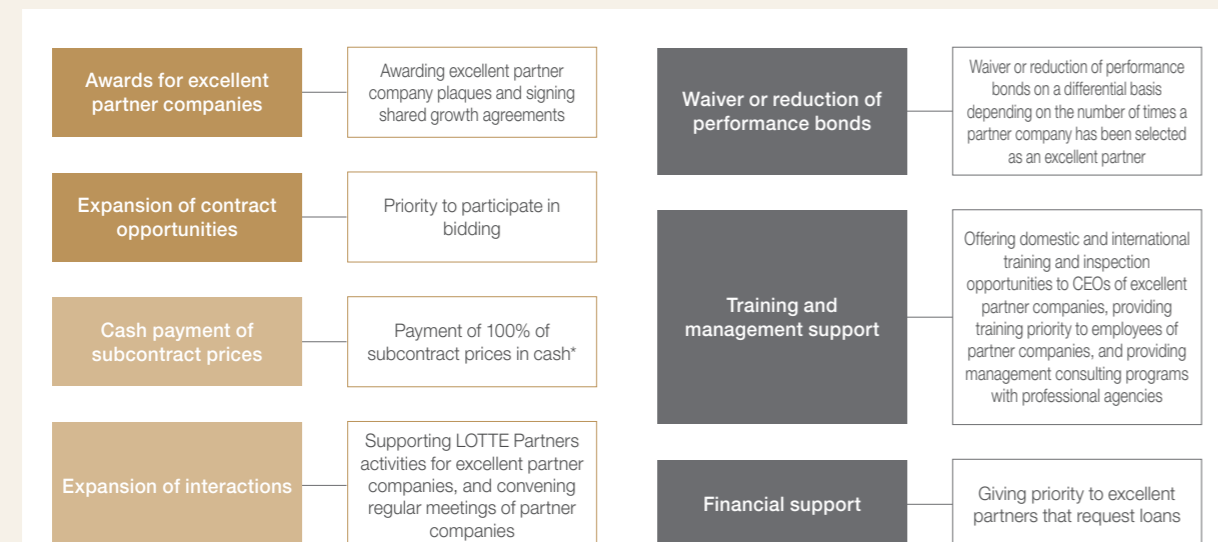 Awards for excellent
partner companies
Awarding excellent partner
company plaques and signing
shared growth agreements
Expansion of contract
opportunities
Priority to participate in
bidding
Cash payment of
subcontract prices
Payment of 100% of
subcontract prices in cash*
Expansion of interactions
Supporting LOTTE Partners
activities for excellent partner
companies, and convening
regular meetings of partner
companies
Waiver or reduction of
performance bonds
Waiver or reduction of performance
bonds on a differential basis
depending on the number of times a
partner company has been selected
as an excellent partner
Training and
management support
Offering domestic and international
training and inspection
opportunities to CEOs of excellent
partner companies, providing
training priority to employees of
partner companies, and providing
management consulting programs
with professional agencies
Financial support
Giving priority to excellent
partners that request loans